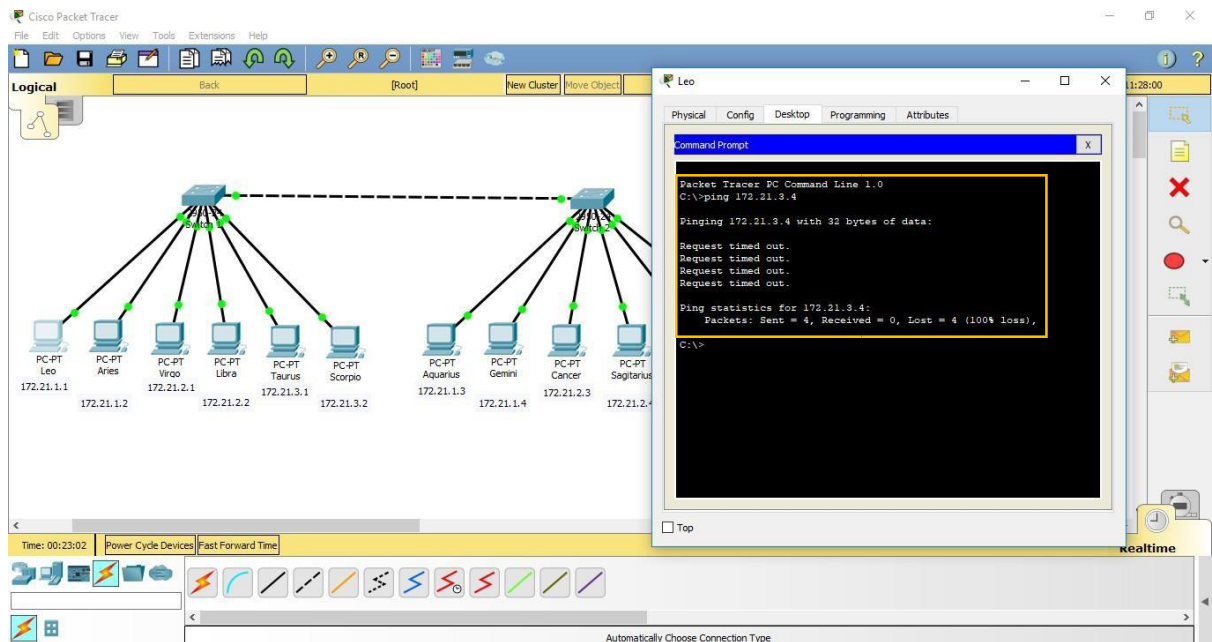 Cisco Packet Tracer
File Edit Options View Tools Extensions Help
Logical
Back
[Root]
New Cluster
Move Object
11:28:00
Leo
Physical Config Desktop Programming Attributes
Command Prompt
X
Packet Tracer PC Command Line 1.0
C:\>ping 172.21.3.4
Pinging 172.21.3.4 with 32 bytes of data:
Request timed out.
Request timed out.
Request timed out.
Request timed out.
Ping statistics for 172.21.3.4:
Packets: Sent = 4, Received = 0, Lost = 4 (100% loss),
C:\>
Top
PC-PT
Leo
172.21.1.1
PC-PT
Aries
172.21.1.2
PC-PT
Virgo
172.21.2.1
PC-PT
Libra
172.21.2.2
PC-PT
Taurus
172.21.3.1
PC-PT
Scorpio
172.21.3.2
PC-PT
Aquarius
172.21.1.3
PC-PT
Gemini
172.21.1.4
PC-PT
Cancer
172.21.2.3
PC-PT
Sagitarius
Time: 00:23:02
Power Cycle Devices
Fast Forward Time
Realtime
Automatically Choose Connection Type